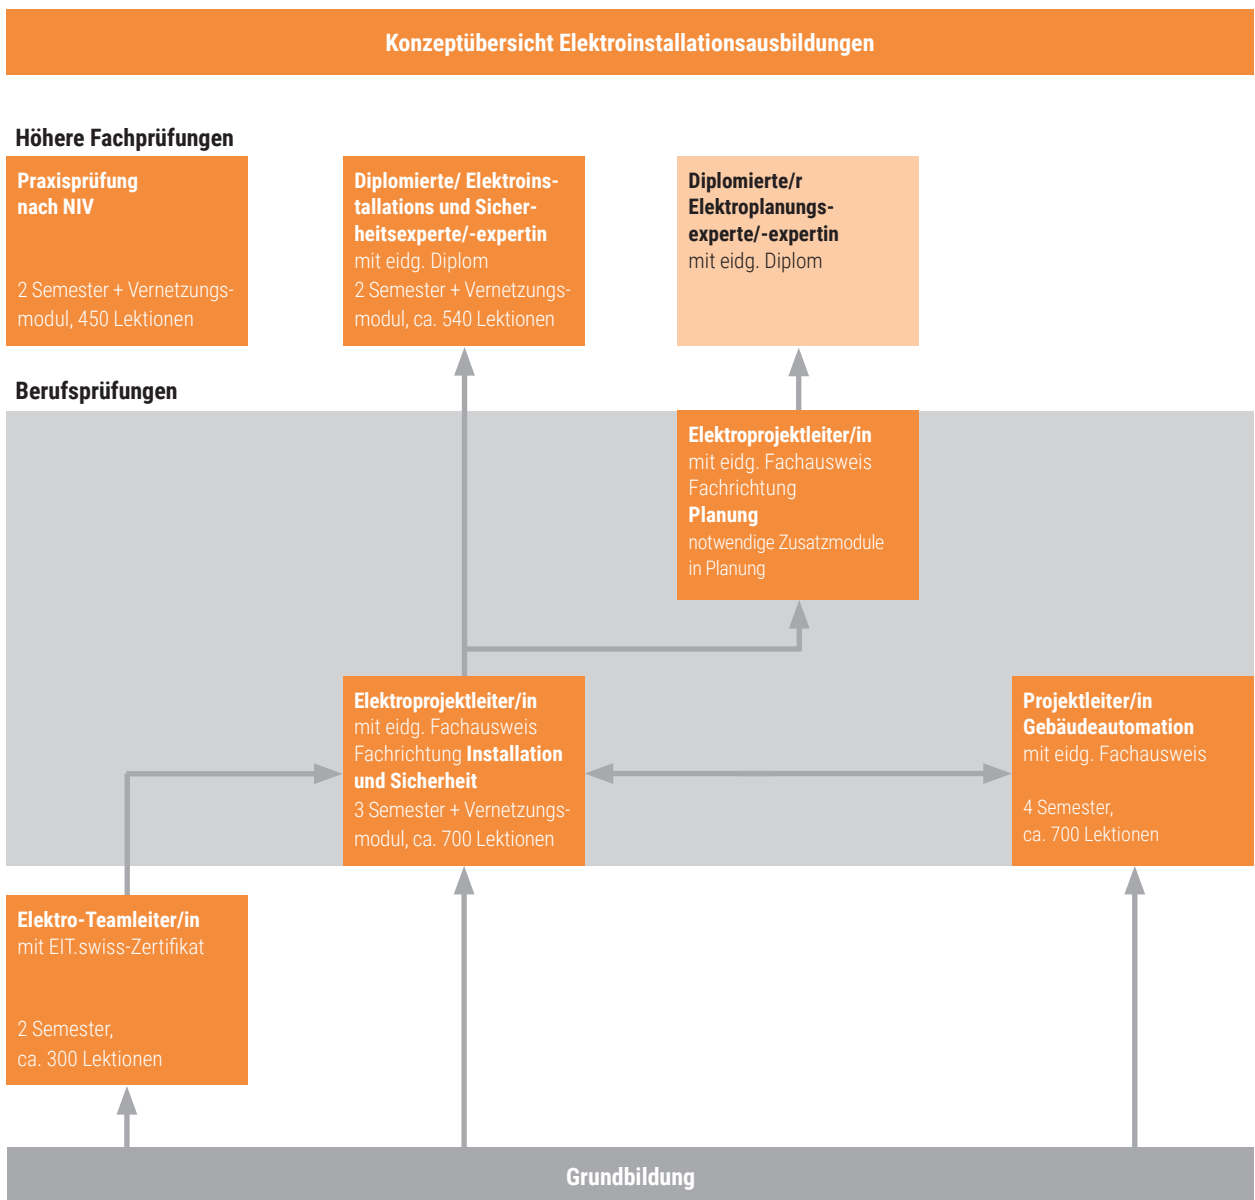 Konzeptübersicht Elektroinstallationsausbildungen
Höhere Fachprüfungen
Praxisprüfung
nach NIV
2 Semester + Vernetzungs-
modul, 450 Lektionen
Diplomierte/ Elektroins-
tallations und Sicher-
heitsexperte/-expertin
mit eidg. Diplom
2 Semester + Vernetzungs-
modul, ca. 540 Lektionen
Diplomierte/r
Elektroplanungs-
experte/-expertin
mit eidg. Diplom
Berufsprüfungen
Elektroprojektleiter/in
mit eidg. Fachausweis
Fachrichtung
Planung
notwendige Zusatzmodule
in Planung
Elektroprojektleiter/in
mit eidg. Fachausweis
Fachrichtung Installation
und Sicherheit
3 Semester + Vernetzungs-
modul, ca. 700 Lektionen
Projektleiter/in
Gebäudeautomation
mit eidg. Fachausweis
4 Semester,
ca. 700 Lektionen
Elektro-Teamleiter/in
mit EIT.swiss-Zertifikat
2 Semester,
ca. 300 Lektionen
Grundbildung